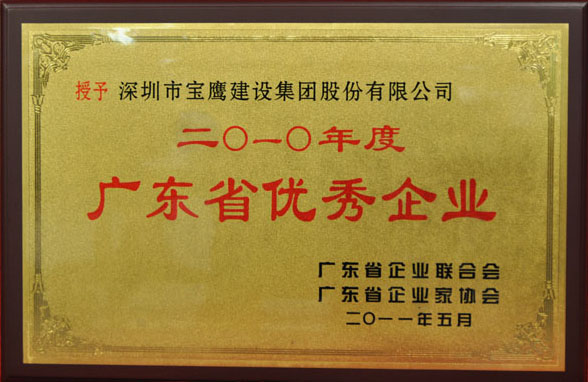 授予 深圳市宝鹰建设集团股份有限公司
二〇一〇年度
广东省优秀企业
广东省企业联合会
广东省企业家协会
二〇一一年五月